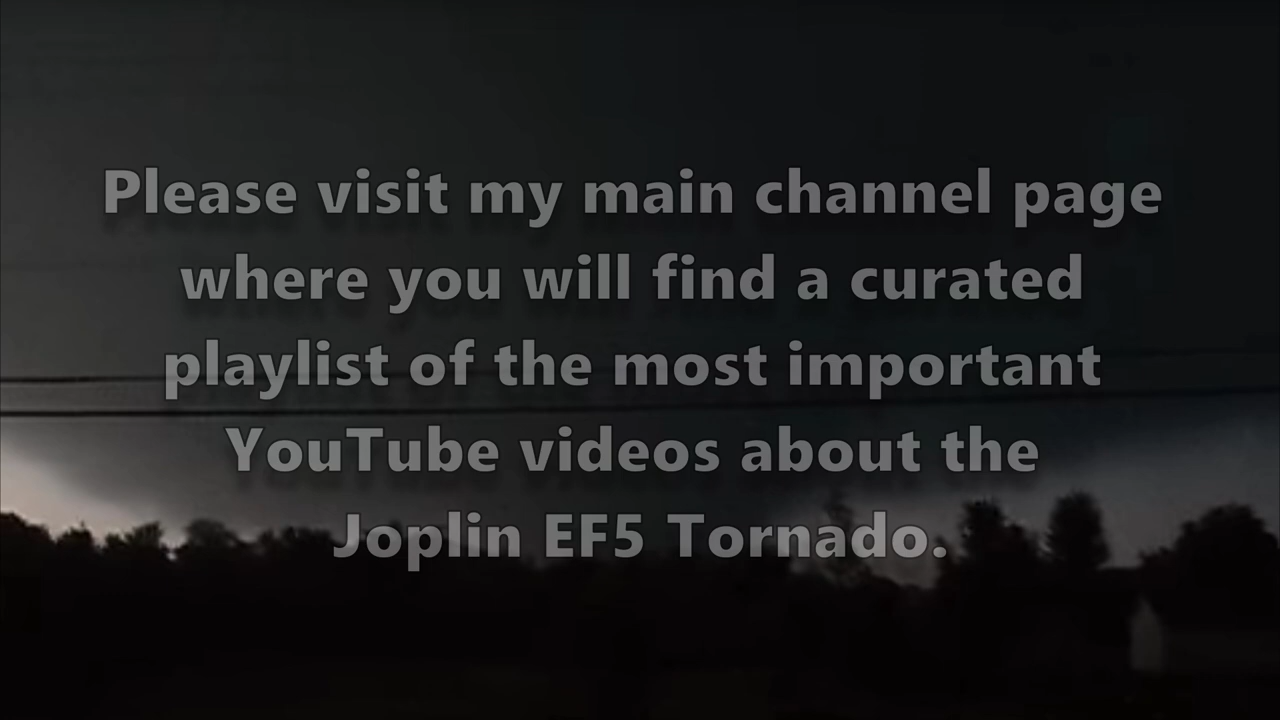 Please visit my main channel page
where you will find a curated
playlist of the most important
YouTube videos about the
Joplin EF5 Tornado.